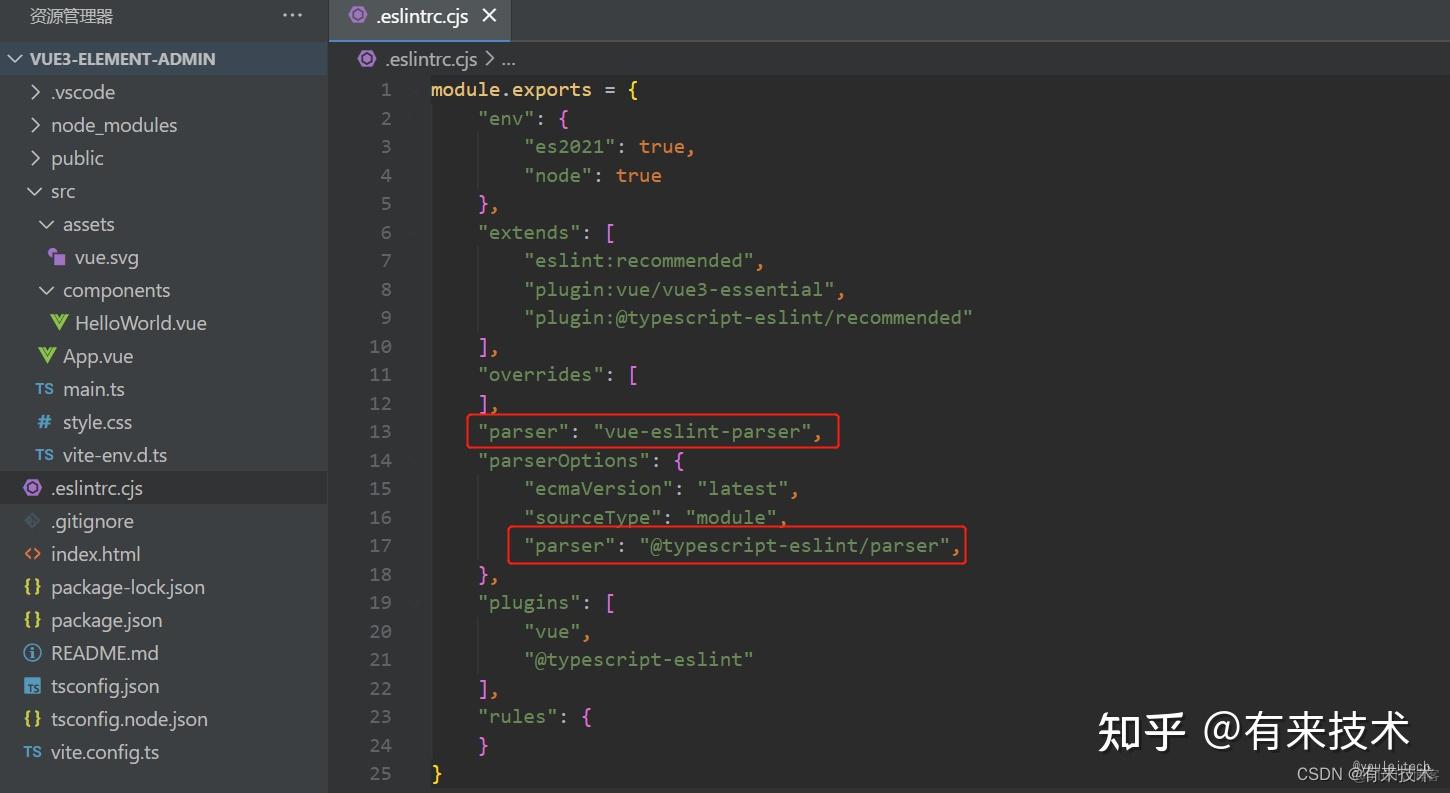 资源管理器
···
VUE3-ELEMENT-ADMIN
.vscode
node_modules
public
src
assets
vue.svg
components
HelloWorld.vue
App.vue
TS main.ts
# style.css
TS vite-env.d.ts
.eslintrc.cjs
.gitignore
<> index.html
{} package-lock.json
{} package.json
README.md
TS tsconfig.json
{} tsconfig.node.json
TS vite.config.ts
.eslintrc.cjs ×
.eslintrc.cjs > ...
1 module.exports = {
2 "env": {
3 "es2021": true,
4 "node": true
5 },
6 "extends": [
7 "eslint:recommended",
8 "plugin:vue/vue3-essential",
9 "plugin:@typescript-eslint/recommended"
10 ],
11 "overrides": [
12 ],
13 "parser": "vue-eslint-parser",
14 "parserOptions": {
15 "ecmaVersion": "latest",
16 "sourceType": "module",
17 "parser": "@typescript-eslint/parser",
18 },
19 "plugins": [
20 "vue",
21 "@typescript-eslint"
22 ],
23 "rules": {
24 }
25 }
知乎 @有来技术
@youlaitech
CSDN @有来技术